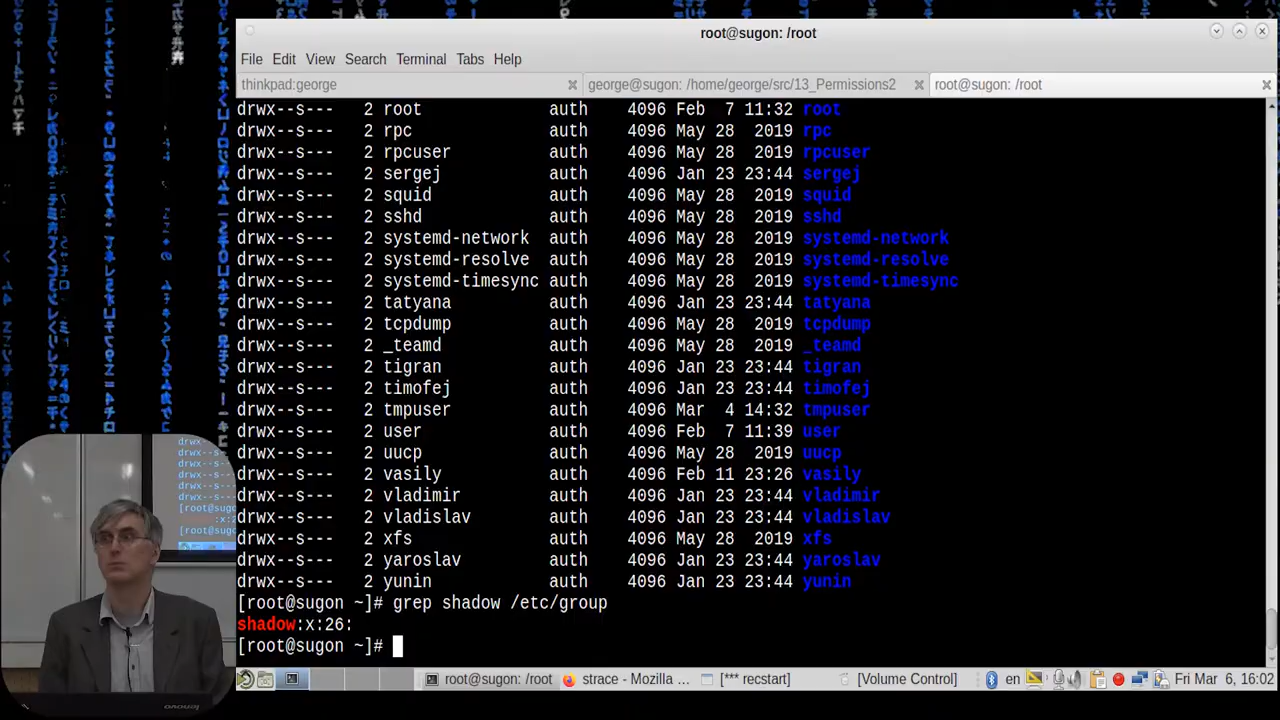 root@sugon: /root
File Edit View Search Terminal Tabs Help
thinkpad:george george@sugon: /home/george/src/13_Permissions2 root@sugon: /root
drwx--s--- 2 root auth 4096 Feb 7 11:32 root
drwx--s--- 2 rpc auth 4096 May 28 2019 rpc
drwx--s--- 2 rpcuser auth 4096 May 28 2019 rpcuser
drwx--s--- 2 sergej auth 4096 Jan 23 23:44 sergej
drwx--s--- 2 squid auth 4096 May 28 2019 squid
drwx--s--- 2 sshd auth 4096 May 28 2019 sshd
drwx--s--- 2 systemd-network auth 4096 May 28 2019 systemd-network
drwx--s--- 2 systemd-resolve auth 4096 May 28 2019 systemd-resolve
drwx--s--- 2 systemd-timesync auth 4096 May 28 2019 systemd-timesync
drwx--s--- 2 tatyana auth 4096 Jan 23 23:44 tatyana
drwx--s--- 2 tcpdump auth 4096 May 28 2019 tcpdump
drwx--s--- 2 _teamd auth 4096 May 28 2019 _teamd
drwx--s--- 2 tigran auth 4096 Jan 23 23:44 tigran
drwx--s--- 2 timofej auth 4096 Jan 23 23:44 timofej
drwx--s--- 2 tmpuser auth 4096 Mar 4 14:32 tmpuser
drwx--s--- 2 user auth 4096 Feb 7 11:39 user
drwx--s--- 2 uucp auth 4096 May 28 2019 uucp
drwx--s--- 2 vasily auth 4096 Feb 11 23:26 vasily
drwx--s--- 2 vladimir auth 4096 Jan 23 23:44 vladimir
drwx--s--- 2 vladislav auth 4096 Jan 23 23:44 vladislav
drwx--s--- 2 xfs auth 4096 May 28 2019 xfs
drwx--s--- 2 yaroslav auth 4096 Jan 23 23:44 yaroslav
drwx--s--- 2 yunin auth 4096 Jan 23 23:44 yunin
[root@sugon ~]# grep shadow /etc/group
shadow:x:26:
[root@sugon ~]#
root@sugon: /root strace - Mozilla ... [*** recstart] [Volume Control] en Fri Mar 6, 16:02